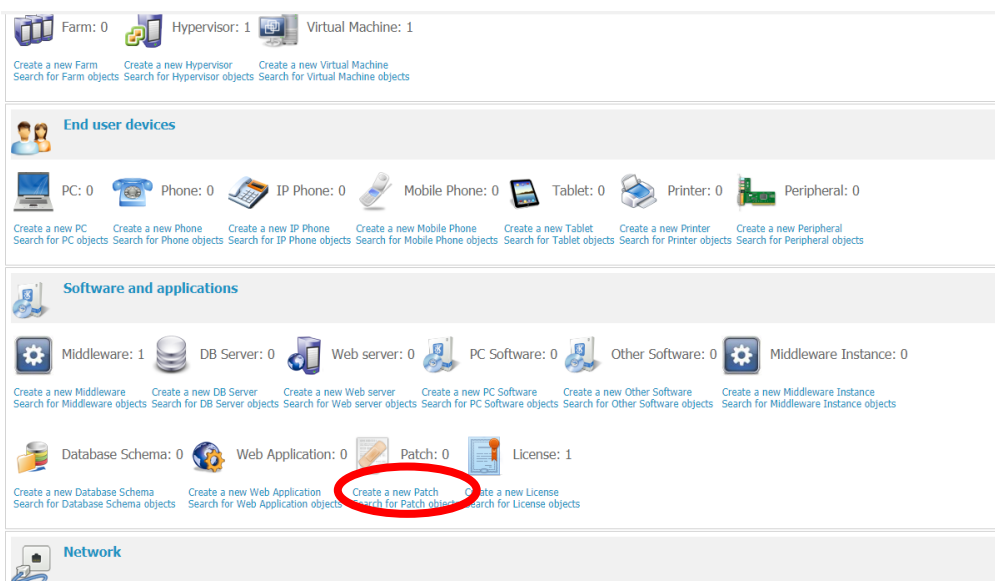 Farm: 0 Hypervisor: 1 Virtual Machine: 1
Create a new Farm Create a new Hypervisor Create a new Virtual Machine
Search for Farm objects Search for Hypervisor objects Search for Virtual Machine objects
End user devices
PC: 0 Phone: 0 IP Phone: 0 Mobile Phone: 0 Tablet: 0 Printer: 0 Peripheral: 0
Create a new PC Create a new Phone Create a new IP Phone Create a new Mobile Phone Create a new Tablet Create a new Printer Create a new Peripheral
Search for PC objects Search for Phone objects Search for IP Phone objects Search for Mobile Phone objects Search for Tablet objects Search for Printer objects Search for Peripheral objects
Software and applications
Middleware: 1 DB Server: 0 Web server: 0 PC Software: 0 Other Software: 0 Middleware Instance: 0
Create a new Middleware Create a new DB Server Create a new Web server Create a new PC Software Create a new Other Software Create a new Middleware Instance
Search for Middleware objects Search for DB Server objects Search for Web server objects Search for PC Software objects Search for Other Software objects Search for Middleware Instance objects
Database Schema: 0 Web Application: 0 Patch: 0 License: 1
Create a new Database Schema Create a new Web Application Create a new Patch Create a new License
Search for Database Schema objects Search for Web Application objects Search for Patch objects Search for License objects
Network